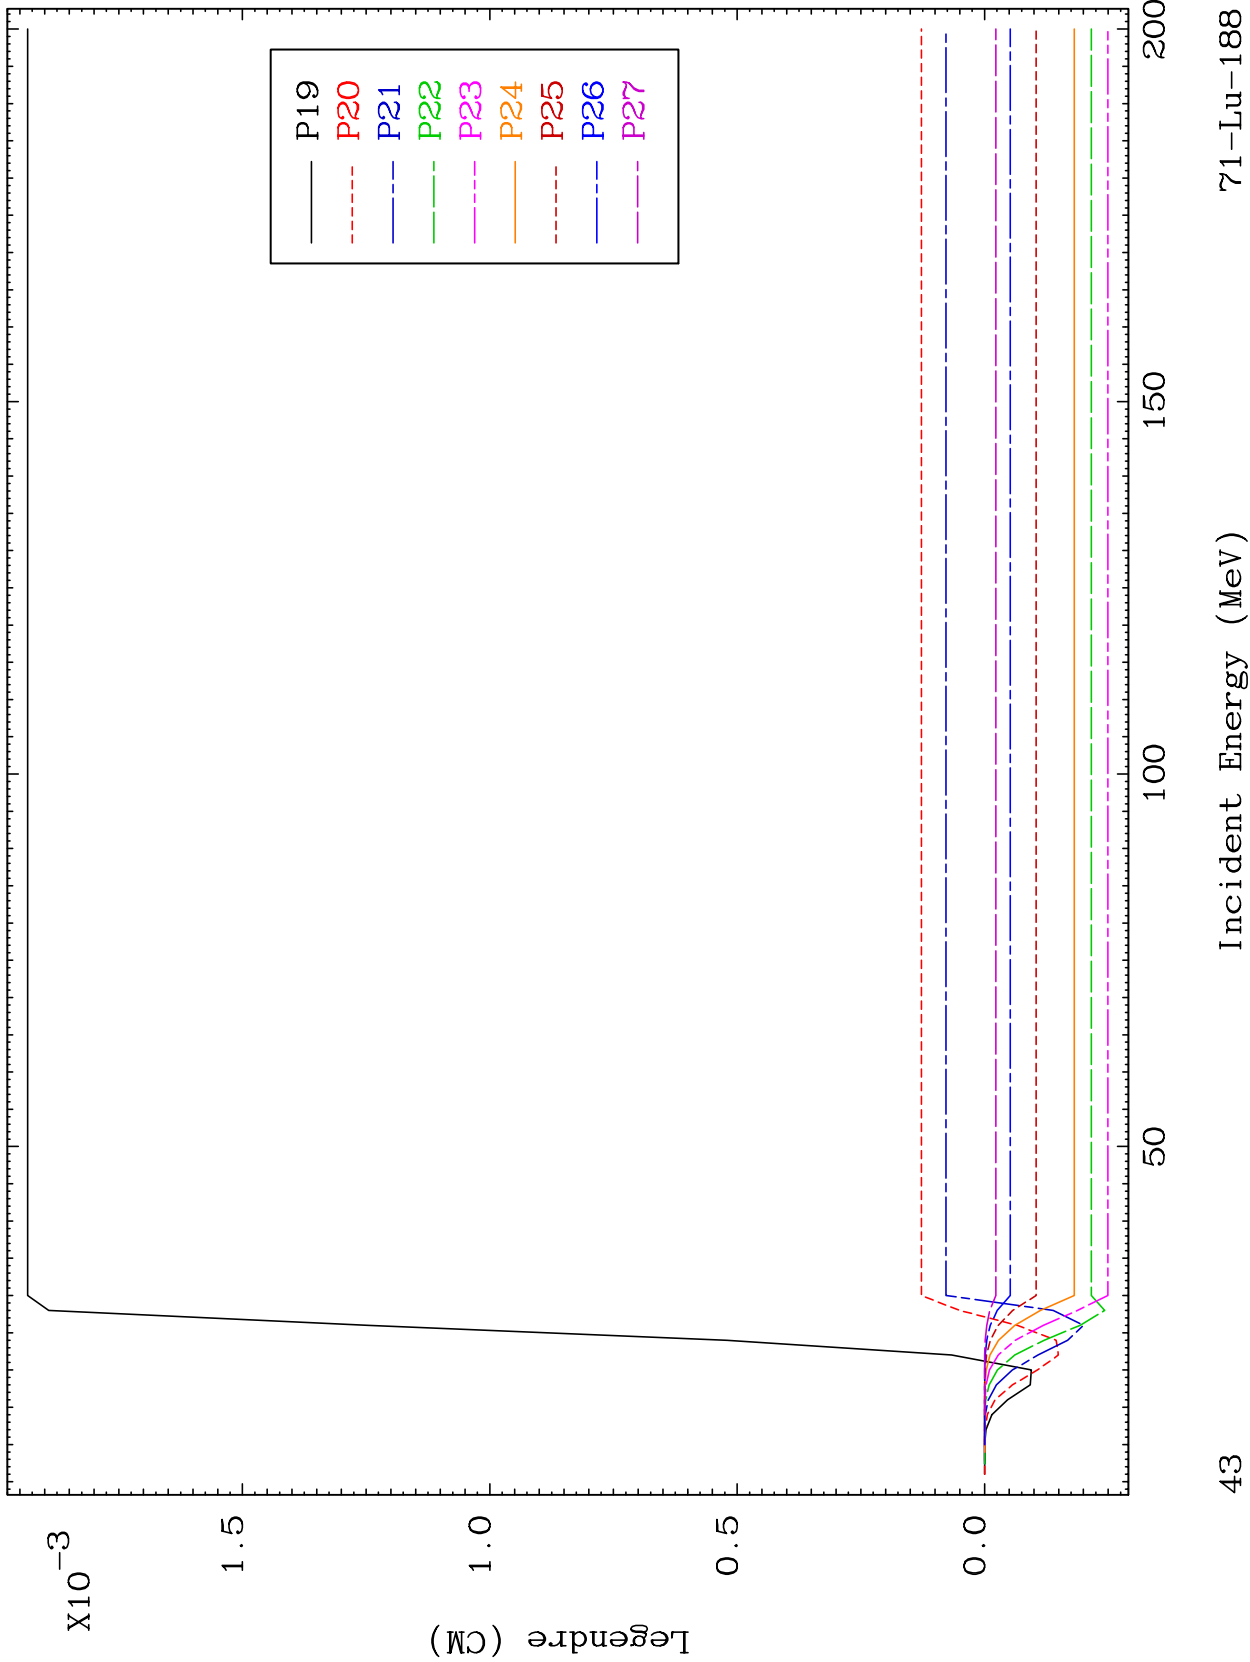 X10-3
1.5
1.0
0.5
0.0
Legendre (CM)
P19
P20
P21
P22
P23
P24
P25
P26
P27
50
100
150
200
Incident Energy (MeV)
43
71-Lu-188